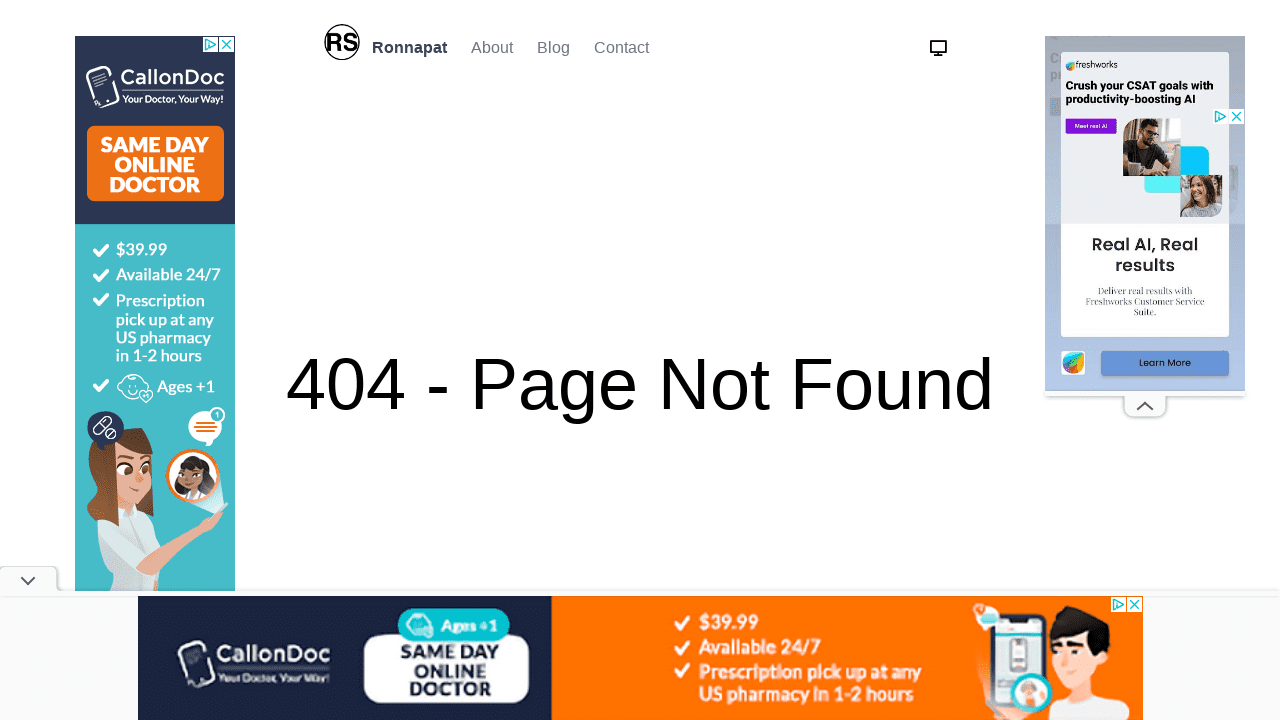 RS
Ronnapat
About
Blog
Contact
CallonDoc
Your Doctor, Your Way!
SAME DAY
ONLINE
DOCTOR
$39.99
Available 24/7
Prescription
pick up at any
US pharmacy
in 1-2 hours
Ages +1
1
404 - Page Not Found
freshworks
Crush your CSAT goals with
productivity-boosting AI
Meet real AI
Real AI, Real
results
Deliver real results with
Freshworks Customer Service
Suite.
Learn More
CallonDoc
Your Doctor, Your Way!
Ages +1
SAME DAY
ONLINE
DOCTOR
$39.99
Available 24/7
Prescription pick up at any
US pharmacy in 1-2 hours